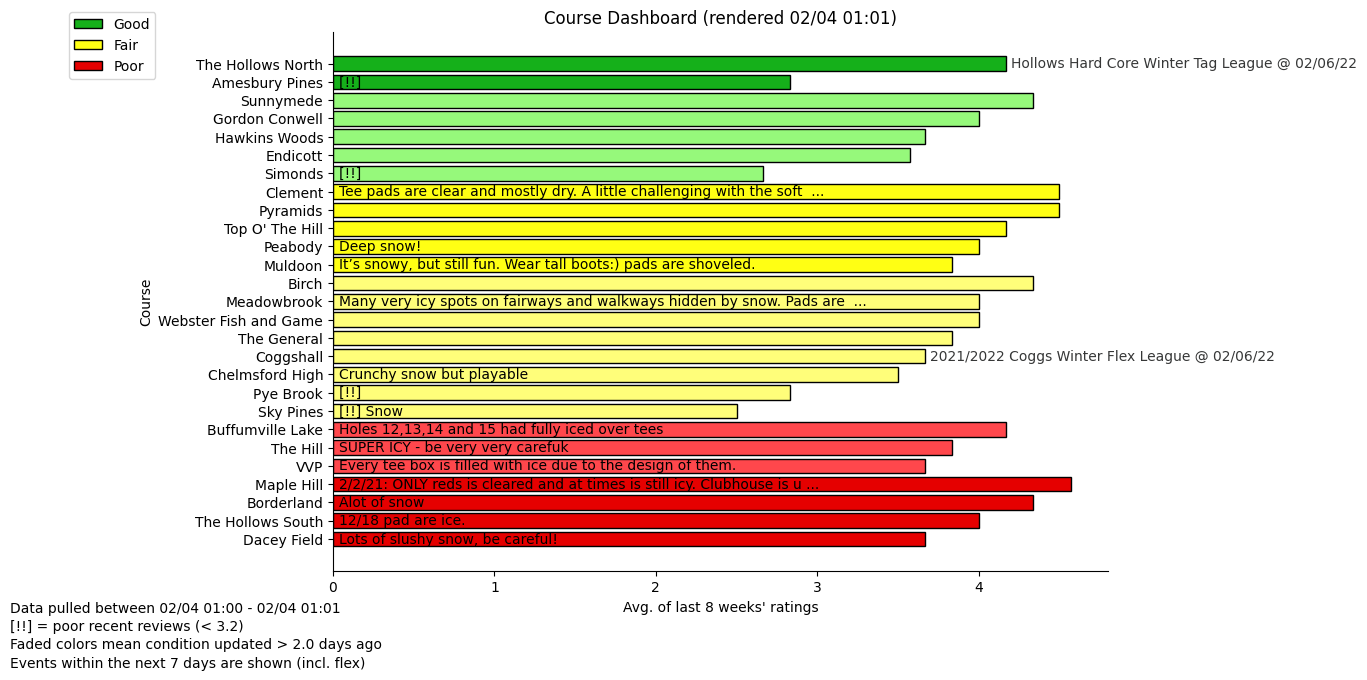 Course Dashboard (rendered 02/04 01:01)
Good
Fair
Poor
The Hollows North Hollows Hard Core Winter Tag League @ 02/06/22
Amesbury Pines [!!]
Sunnymede
Gordon Conwell
Hawkins Woods
Endicott
Simonds [!!]
Clement Tee pads are clear and mostly dry. A little challenging with the soft ...
Pyramids
Top O' The Hill
Peabody Deep snow!
Muldoon It’s snowy, but still fun. Wear tall boots:) pads are shoveled.
Birch
Meadowbrook Many very icy spots on fairways and walkways hidden by snow. Pads are ...
Webster Fish and Game
The General
Coggshall 2021/2022 Coggs Winter Flex League @ 02/06/22
Chelmsford High Crunchy snow but playable
Pye Brook [!!]
Sky Pines [!!] Snow
Buffumville Lake Holes 12,13,14 and 15 had fully iced over tees
The Hill SUPER ICY - be very very carefuk
VVP Every tee box is filled with ice due to the design of them.
Maple Hill 2/2/21: ONLY reds is cleared and at times is still icy. Clubhouse is u ...
Borderland Alot of snow
The Hollows South 12/18 pad are ice.
Dacey Field Lots of slushy snow, be careful!
Course
0 1 2 3 4
Avg. of last 8 weeks' ratings
Data pulled between 02/04 01:00 - 02/04 01:01
[!!] = poor recent reviews (< 3.2)
Faded colors mean condition updated > 2.0 days ago
Events within the next 7 days are shown (incl. flex)